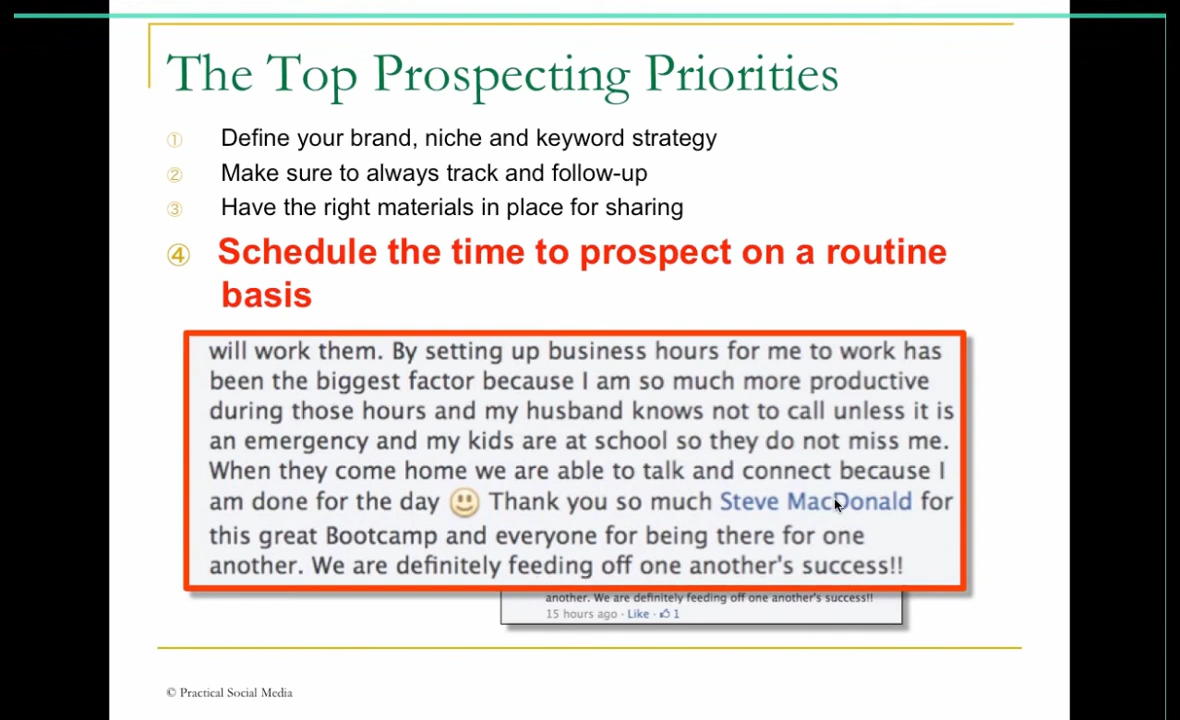 The Top Prospecting Priorities
① Define your brand, niche and keyword strategy
② Make sure to always track and follow-up
③ Have the right materials in place for sharing
④ Schedule the time to prospect on a routine
basis
will work them. By setting up business hours for me to work has
been the biggest factor because I am so much more productive
during those hours and my husband knows not to call unless it is
an emergency and my kids are at school so they do not miss me.
When they come home we are able to talk and connect because I
am done for the day 🙂 Thank you so much Steve MacDonald for
this great Bootcamp and everyone for being there for one
another. We are definitely feeding off one another's success!!
another. We are definitely feeding off one another's success!!
15 hours ago · Like · 👍 1
© Practical Social Media